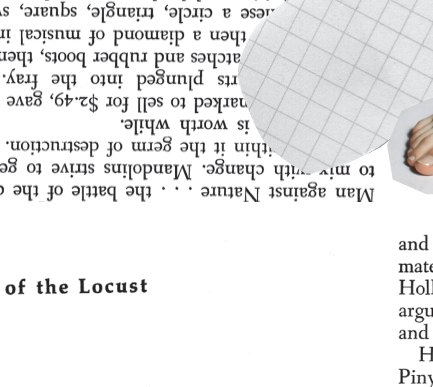 Man against Nature . . . the battle of the c
to mix with change. Mandolins strive to ge
ithin it the germ of destruction.
is worth while.
narked to sell for $2.49, gave
rts plunged into the fray.
atches and rubber boots, then
then a diamond of musical in
hese a circle, triangle, square, s
of the Locust
and
mate
Holl
argu
and
H
Piny